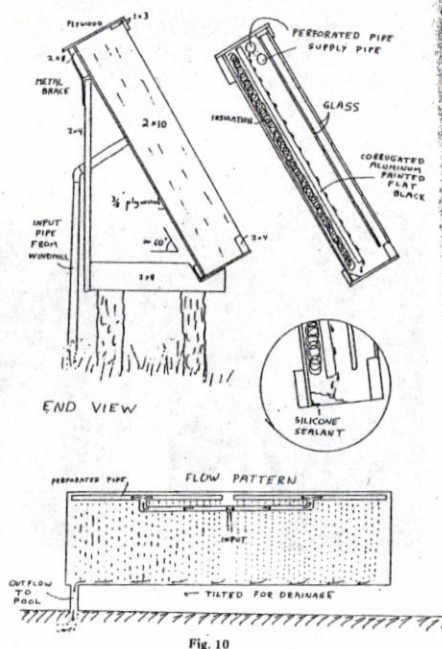 PLYWOOD
1×3
2×8
METAL
BRACE
2×4
2×10
3/8" plywood
≈ 60°
INPUT
PIPE
FROM
WINDMILL
2×4
2×8
END VIEW
PERFORATED PIPE
SUPPLY PIPE
GLASS
INSULATION
CORRUGATED
ALUMINUM
PAINTED
FLAT
BLACK
SILICONE
SEALANT
FLOW PATTERN
PERFORATED PIPE
INPUT
OUTFLOW
TO
POOL
← TILTED FOR DRAINAGE
Fig. 10